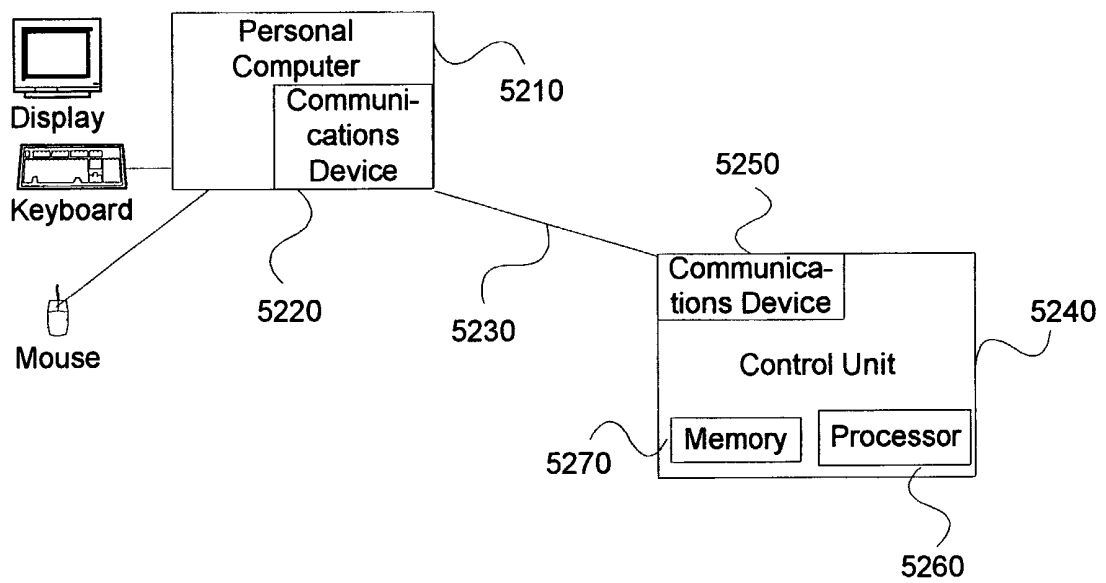 Personal
Computer
5210
Communi-
cations
Device
Display
Keyboard
5220
5230
Mouse
5250
Communica-
tions Device
5240
Control Unit
Memory
Processor
5270
5260